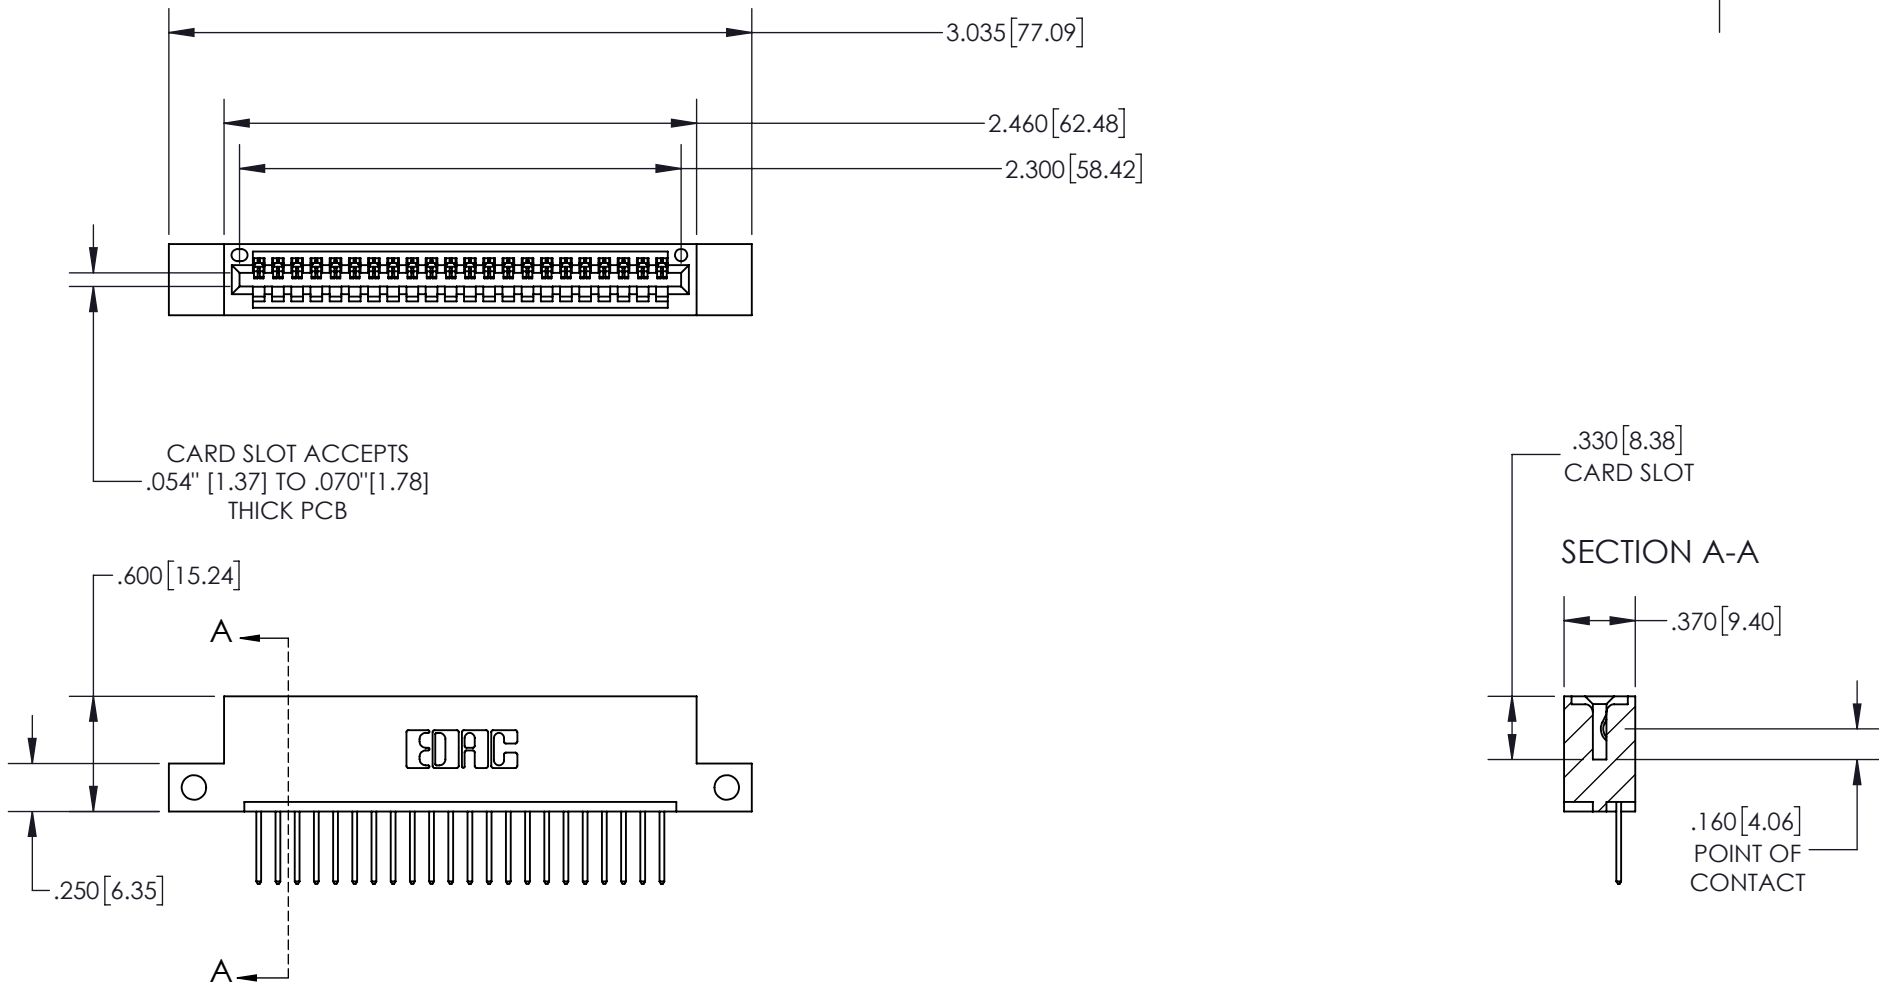 3.035[77.09]
2.460[62.48]
2.300[58.42]
CARD SLOT ACCEPTS
.054" [1.37] TO .070"[1.78]
THICK PCB
.330[8.38]
CARD SLOT
SECTION A-A
.600[15.24]
.370[9.40]
A
EDAC
.160[4.06]
POINT OF
CONTACT
.250[6.35]
A